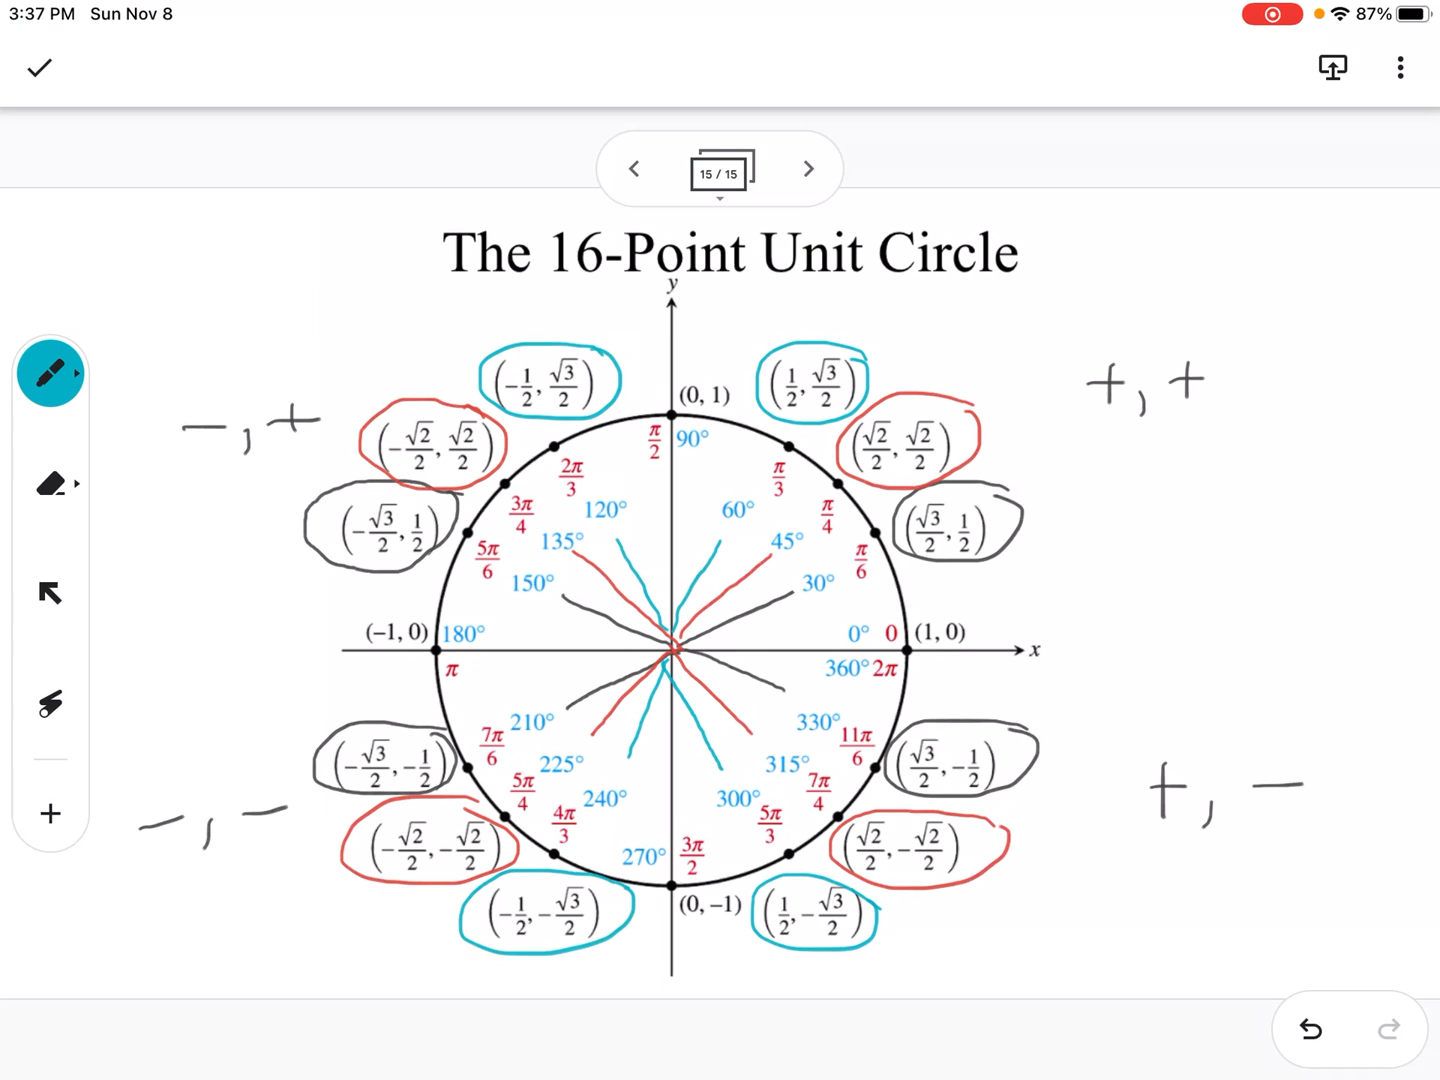 3:37 PM Sun Nov 8 87%
15 / 15
The 16-Point Unit Circle
y
(-1/2, √3/2) (0, 1) (1/2, √3/2)
+, +
-, + (-√2/2, √2/2) π/2 90° (√2/2, √2/2)
2π/3 π/3
3π/4 120° 60° π/4
(-√3/2, 1/2) 135° 45° (√3/2, 1/2)
5π/6 150° 30° π/6
(−1, 0) 180° 0° 0 (1, 0)
x
π 360° 2π
7π/6 210° 330° 11π/6
(-√3/2, -1/2) 225° 315° (√3/2, -1/2)
5π/4 240° 300° 7π/4
+, -
-, - 4π/3 5π/3
(-√2/2, -√2/2) 270° 3π/2 (√2/2, -√2/2)
(-1/2, -√3/2) (0, −1) (1/2, -√3/2)